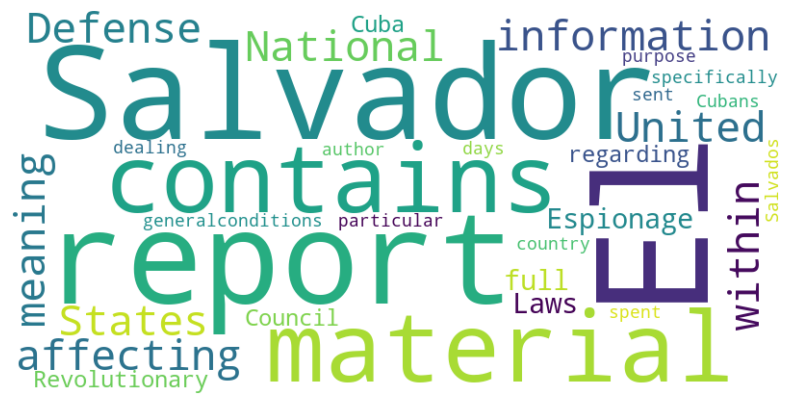 Defense
Cuba
information
National
purpose
Salvador
specifically
sent
Cubans
United
dealing
author
days
regarding
contains
El
meaning
within
Salvados
generalconditions
particular
Espionage
report
country
full
Laws
States
Council
spent
material
affecting
Revolutionary